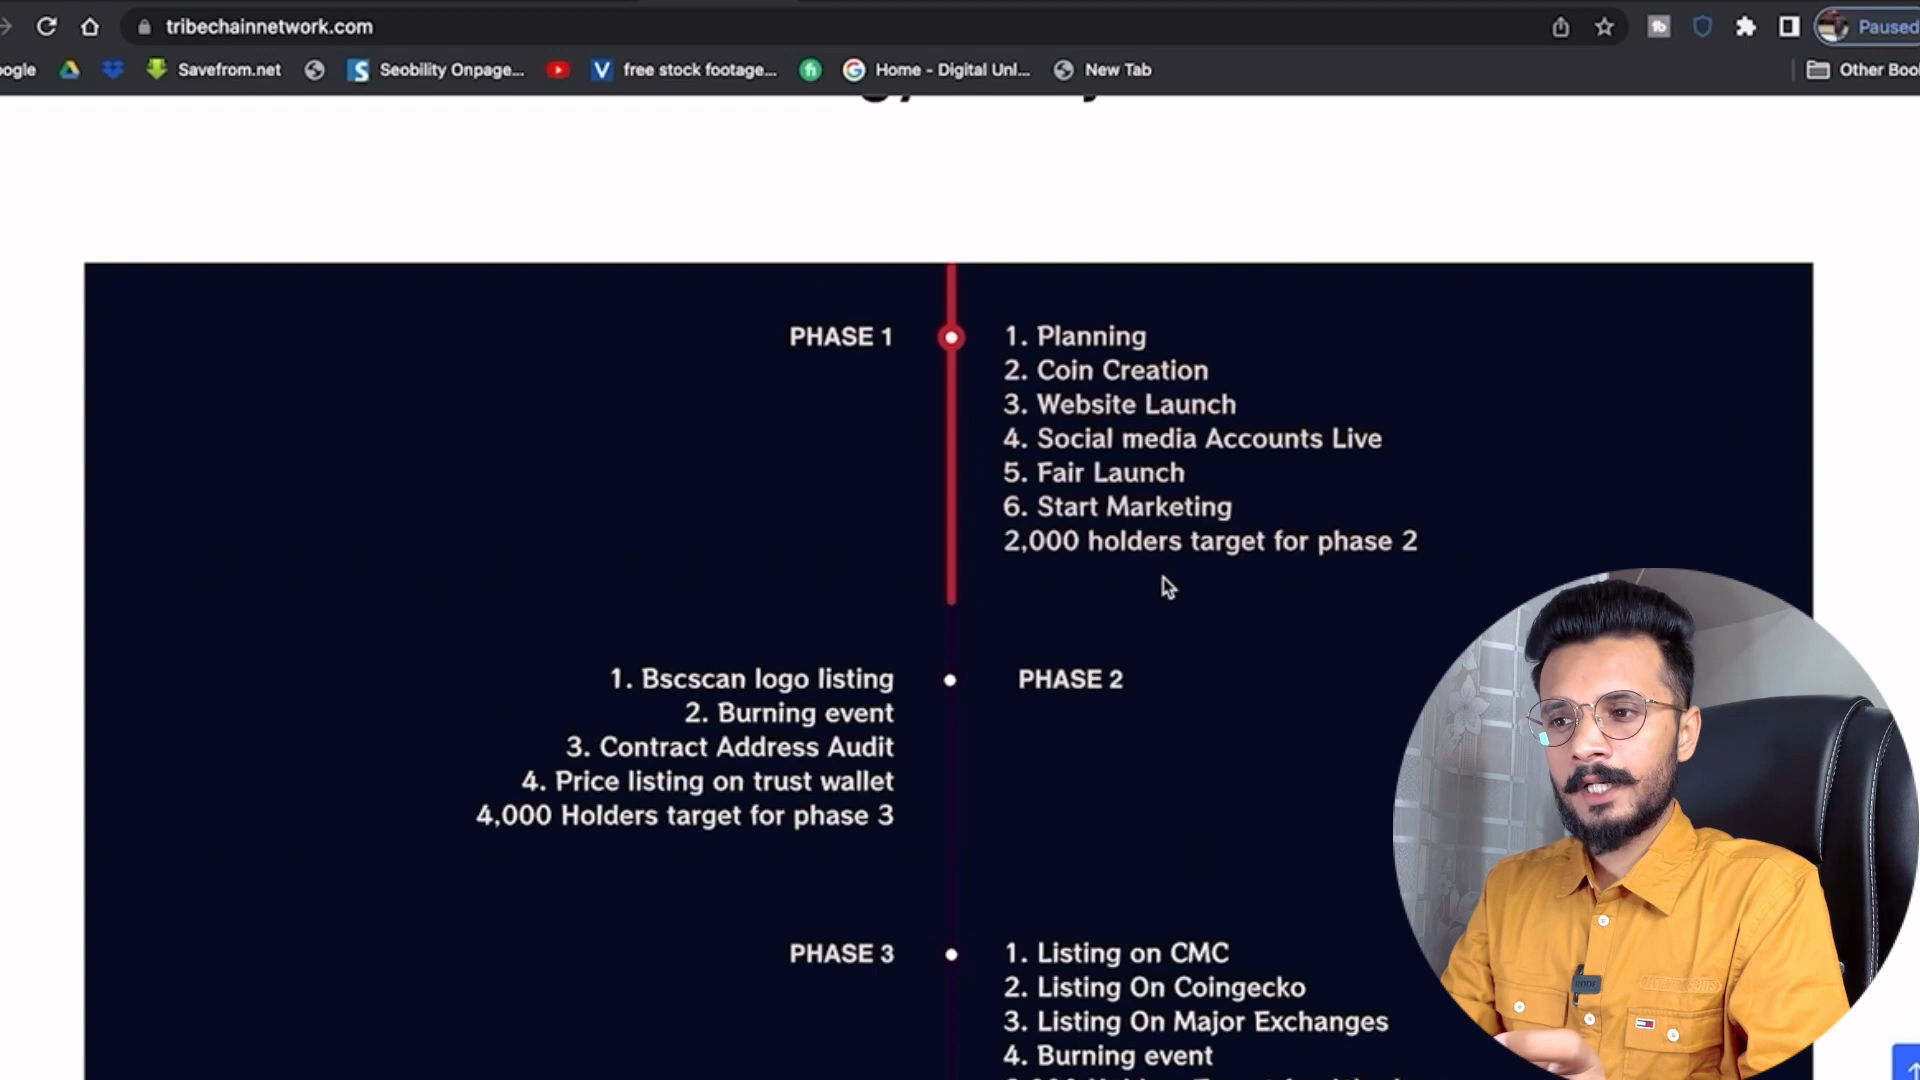 tribechainnetwork.com
Paused
ogle
Savefrom.net
Seobility Onpage...
free stock footage...
Home - Digital Unl...
New Tab
Other Boo
PHASE 1
1. Planning
2. Coin Creation
3. Website Launch
4. Social media Accounts Live
5. Fair Launch
6. Start Marketing
2,000 holders target for phase 2
PHASE 2
1. Bscscan logo listing
2. Burning event
3. Contract Address Audit
4. Price listing on trust wallet
4,000 Holders target for phase 3
PHASE 3
1. Listing on CMC
2. Listing On Coingecko
3. Listing On Major Exchanges
4. Burning event
RODE